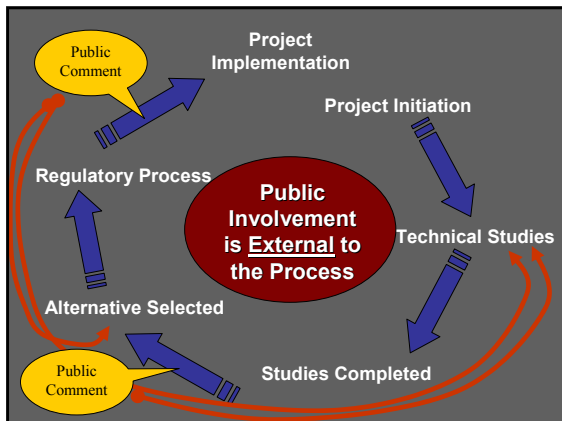 Public
Comment
Project
Implementation
Project Initiation
Regulatory Process
Public
Involvement
is External to
the Process
Technical Studies
Alternative Selected
Public
Comment
Studies Completed